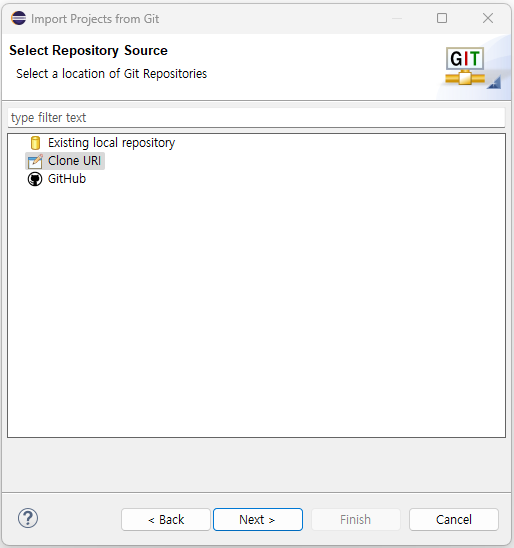 Import Projects from Git
Select Repository Source
Select a location of Git Repositories
GIT
type filter text
Existing local repository
Clone URI
GitHub
?
< Back
Next >
Finish
Cancel